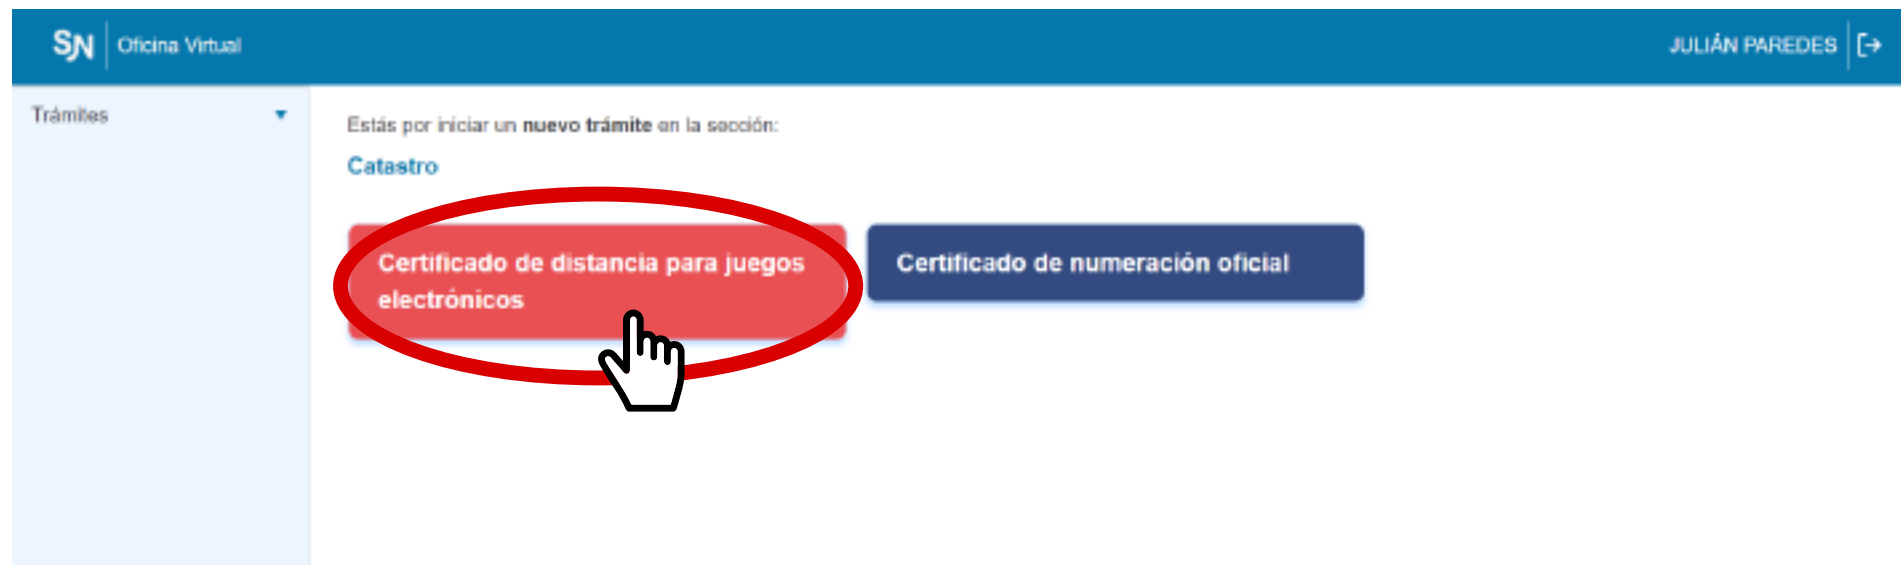 SN Oficina Virtual
JULIÁN PAREDES
Trámites
Estás por iniciar un nuevo trámite en la sección:
Catastro
Certificado de distancia para juegos
electrónicos
Certificado de numeración oficial